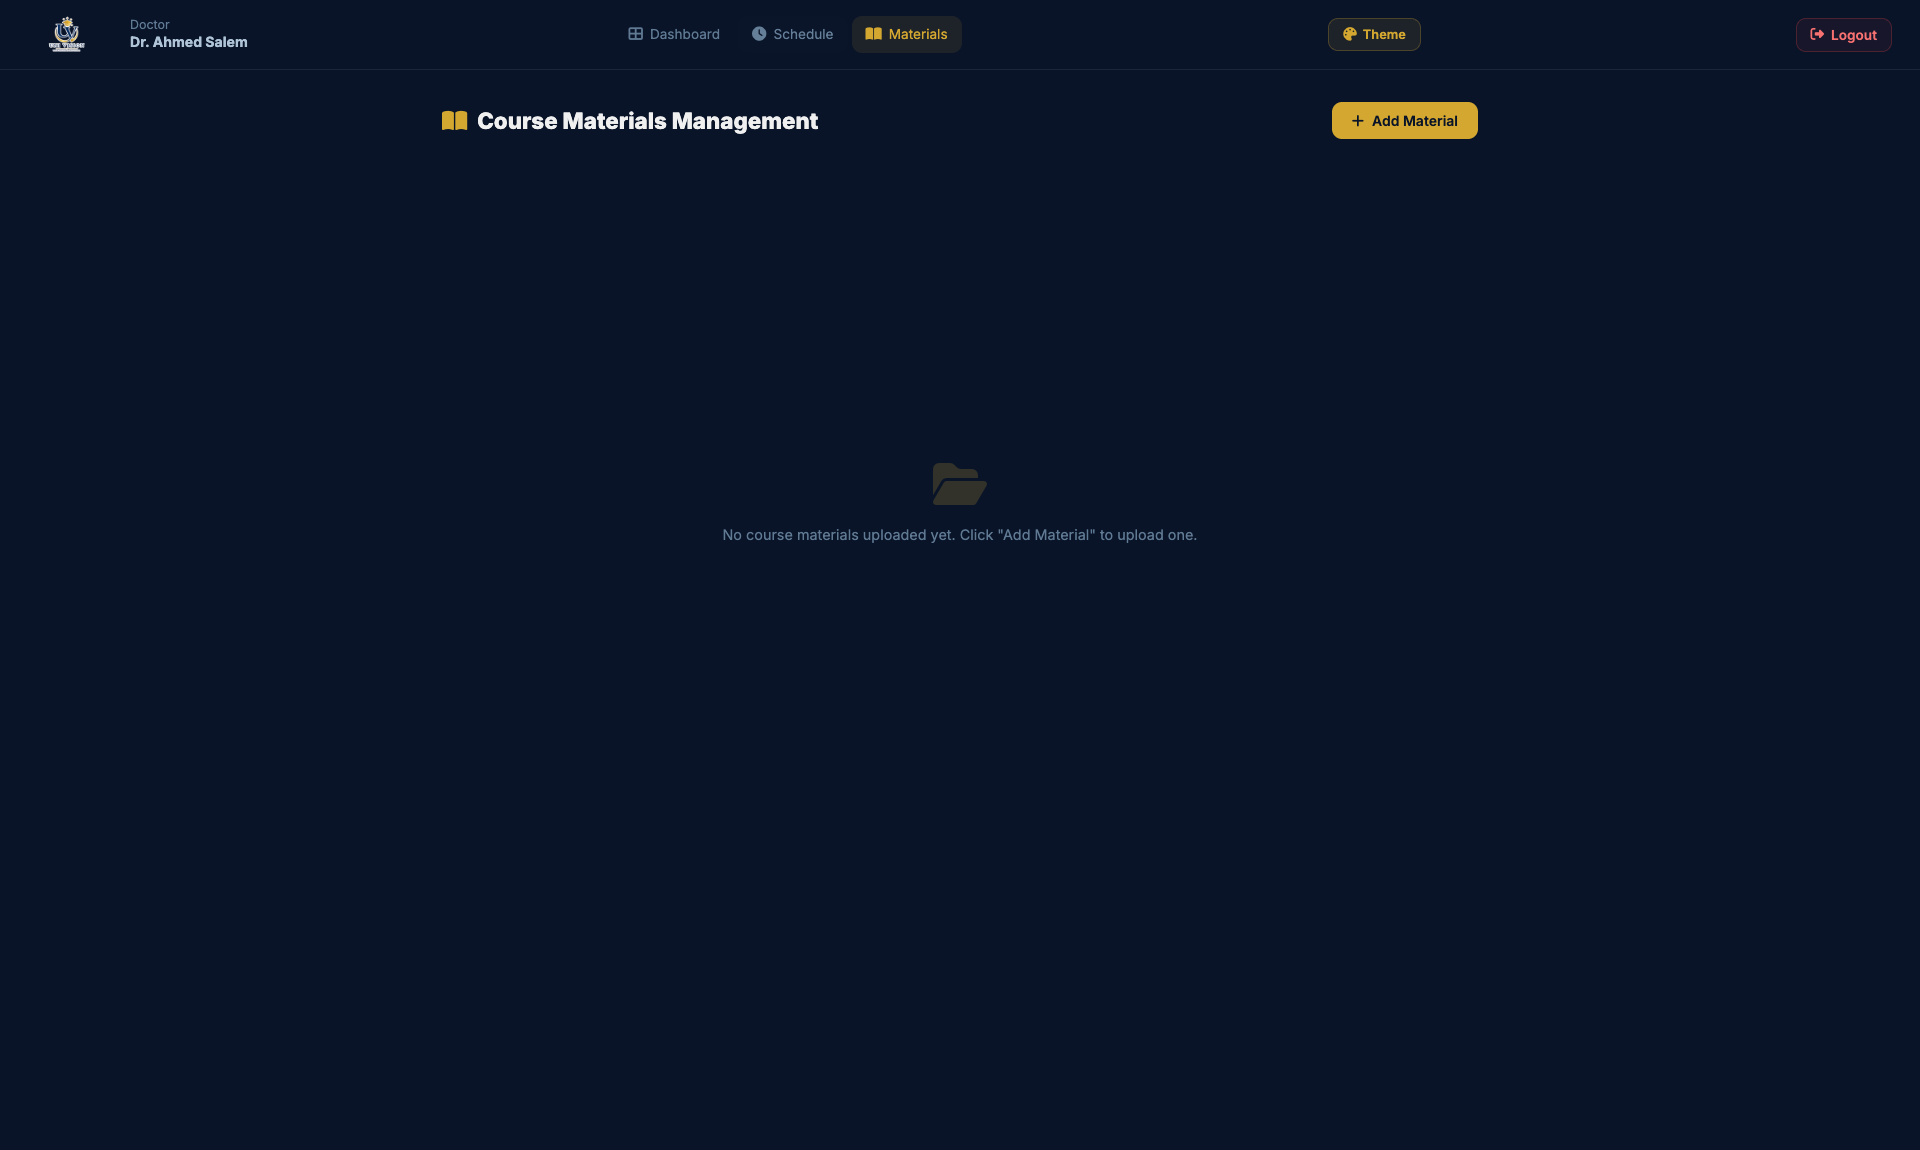 Doctor
Dr. Ahmed Salem
Dashboard
Schedule
Materials
Theme
Logout
Course Materials Management
Add Material
No course materials uploaded yet. Click "Add Material" to upload one.